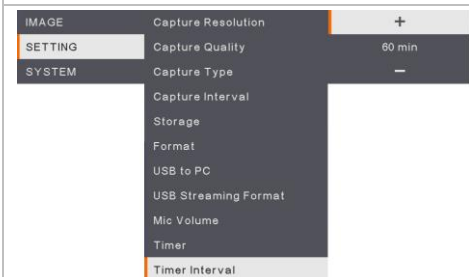 IMAGE
SETTING
SYSTEM
Capture Resolution
Capture Quality
Capture Type
Capture Interval
Storage
Format
USB to PC
USB Streaming Format
Mic Volume
Timer
Timer Interval
+
60 min
–